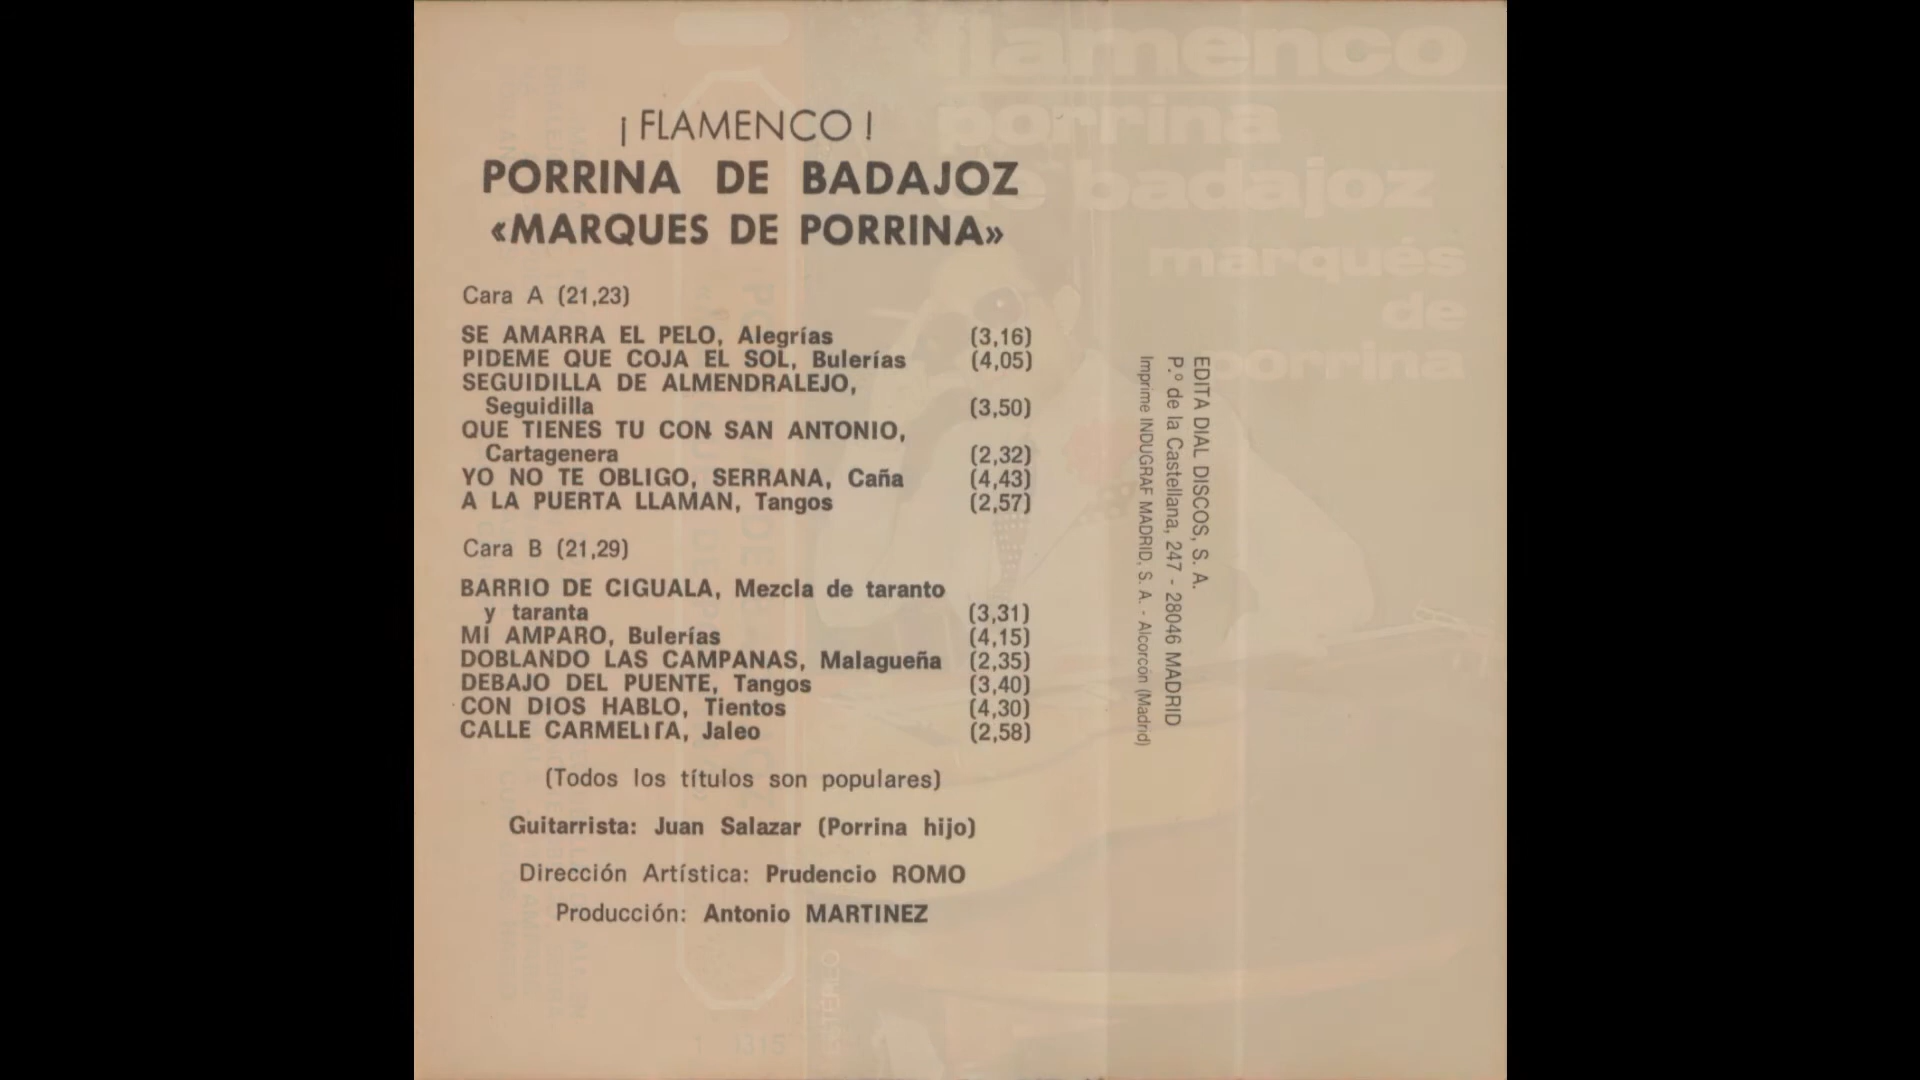 ¡FLAMENCO!
PORRINA DE BADAJOZ
«MARQUES DE PORRINA»
Cara A (21,23)
SE AMARRA EL PELO, Alegrías (3,16)
PIDEME QUE COJA EL SOL, Bulerías (4,05)
SEGUIDILLA DE ALMENDRALEJO,
Seguidilla (3,50)
QUE TIENES TU CON SAN ANTONIO,
Cartagenera (2,32)
YO NO TE OBLIGO, SERRANA, Caña (4,43)
A LA PUERTA LLAMAN, Tangos (2,57)
Cara B (21,29)
BARRIO DE CIGUALA, Mezcla de taranto
y taranta (3,31)
MI AMPARO, Bulerías (4,15)
DOBLANDO LAS CAMPANAS, Malagueña (2,35)
DEBAJO DEL PUENTE, Tangos (3,40)
CON DIOS HABLO, Tientos (4,30)
CALLE CARMELITA, Jaleo (2,58)
(Todos los títulos son populares)
Guitarrista: Juan Salazar (Porrina hijo)
Dirección Artística: Prudencio ROMO
Producción: Antonio MARTINEZ
EDITA DIAL DISCOS, S. A.
P.º de la Castellana, 247 - 28046 MADRID
Imprime INDUGRAF MADRID, S. A. - Alcorcón (Madrid)
flamenco
porrina
de badajoz
marqués
de
porrina
ESTEREO